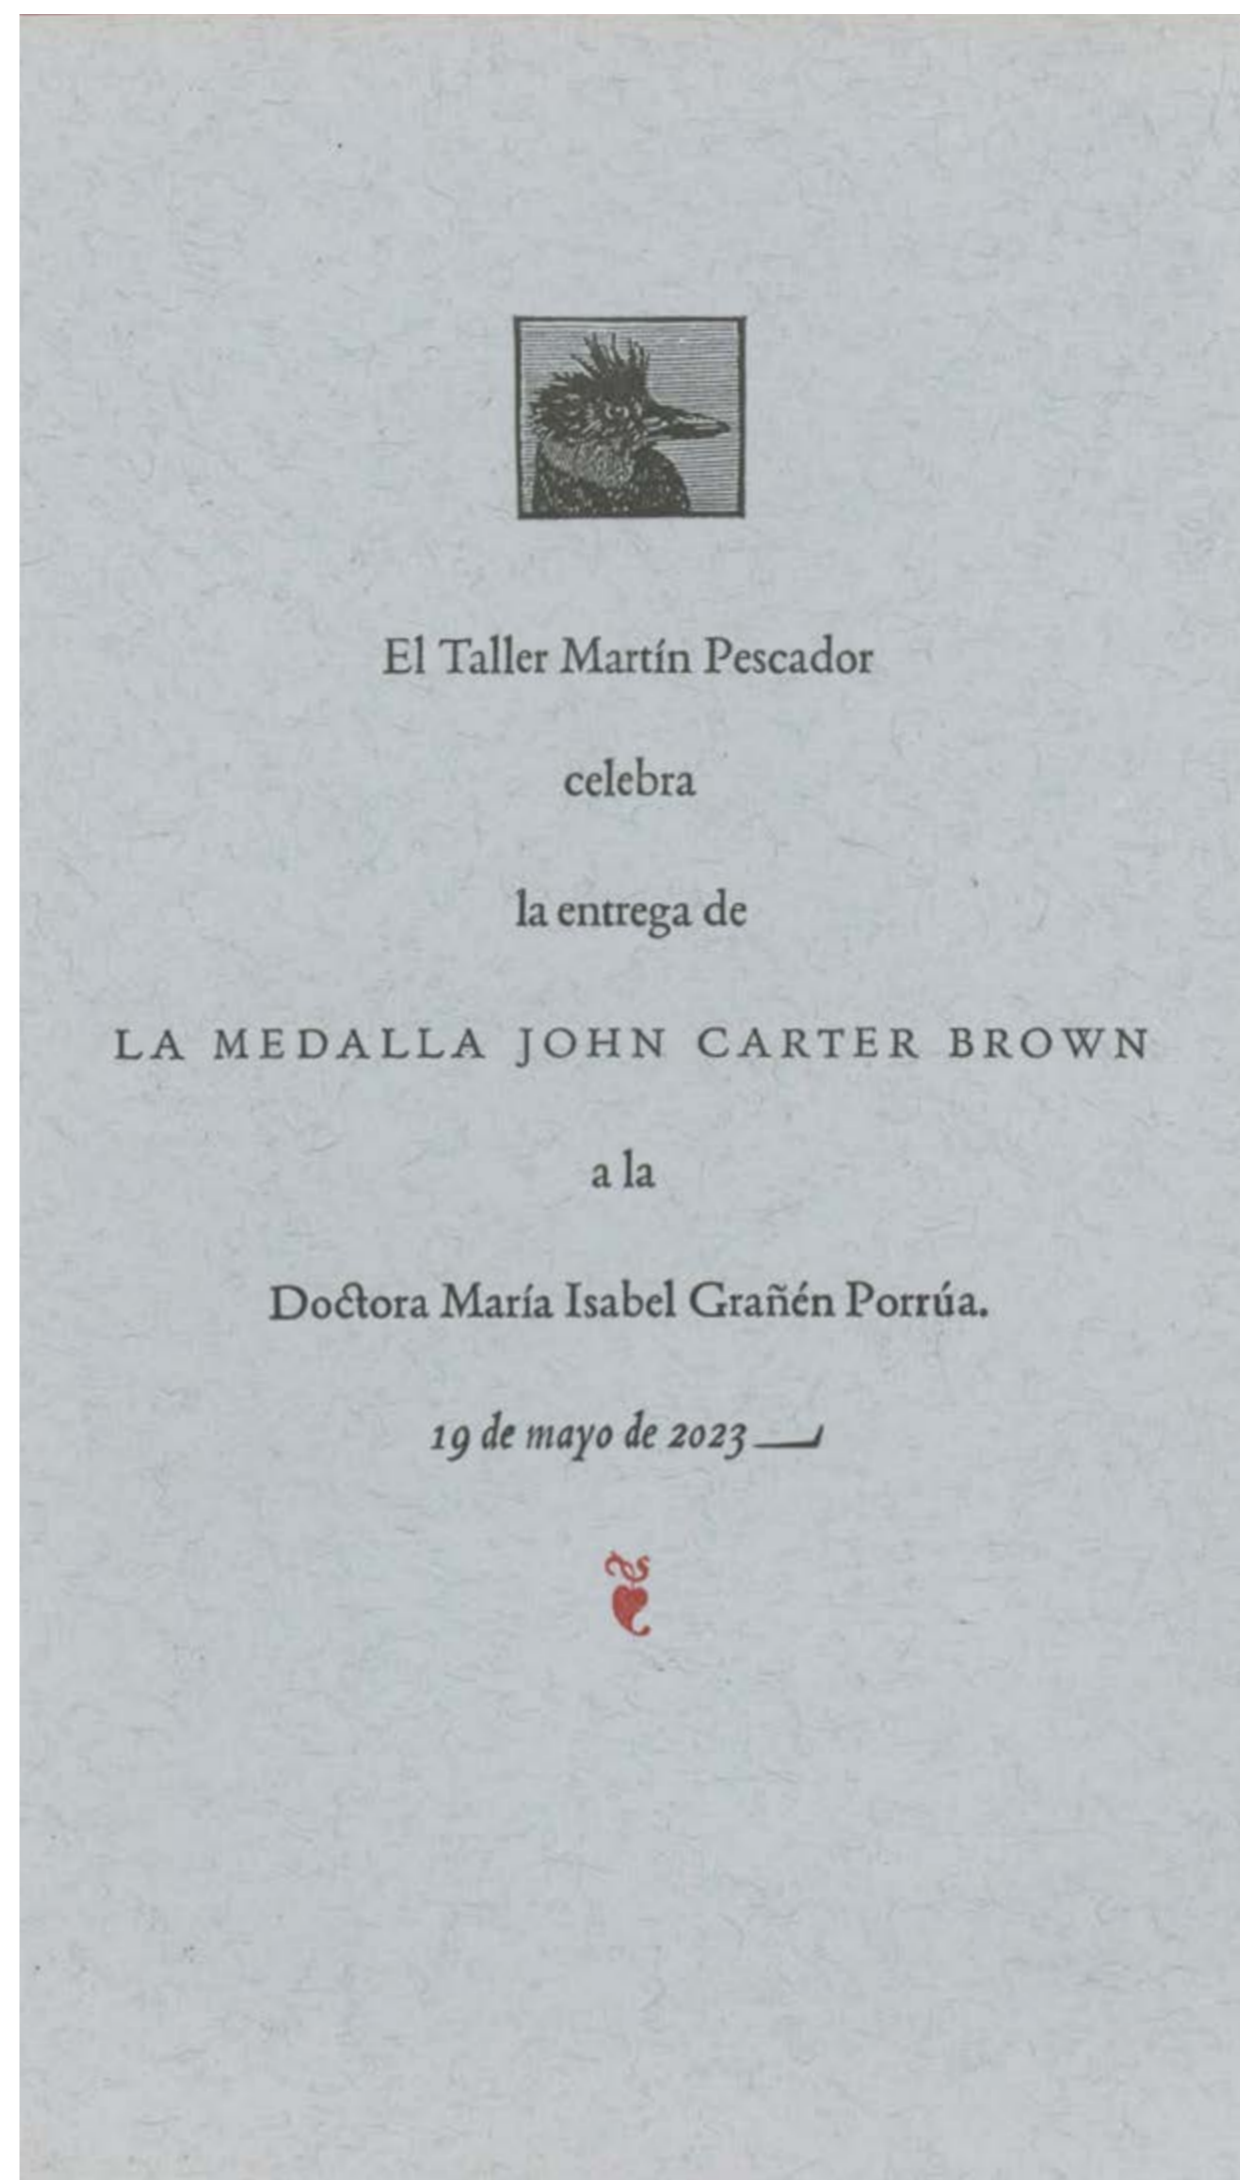 El Taller Martín Pescador
celebra
la entrega de
LA MEDALLA JOHN CARTER BROWN
a la
Doctora María Isabel Grañén Porrúa.
19 de mayo de 2023